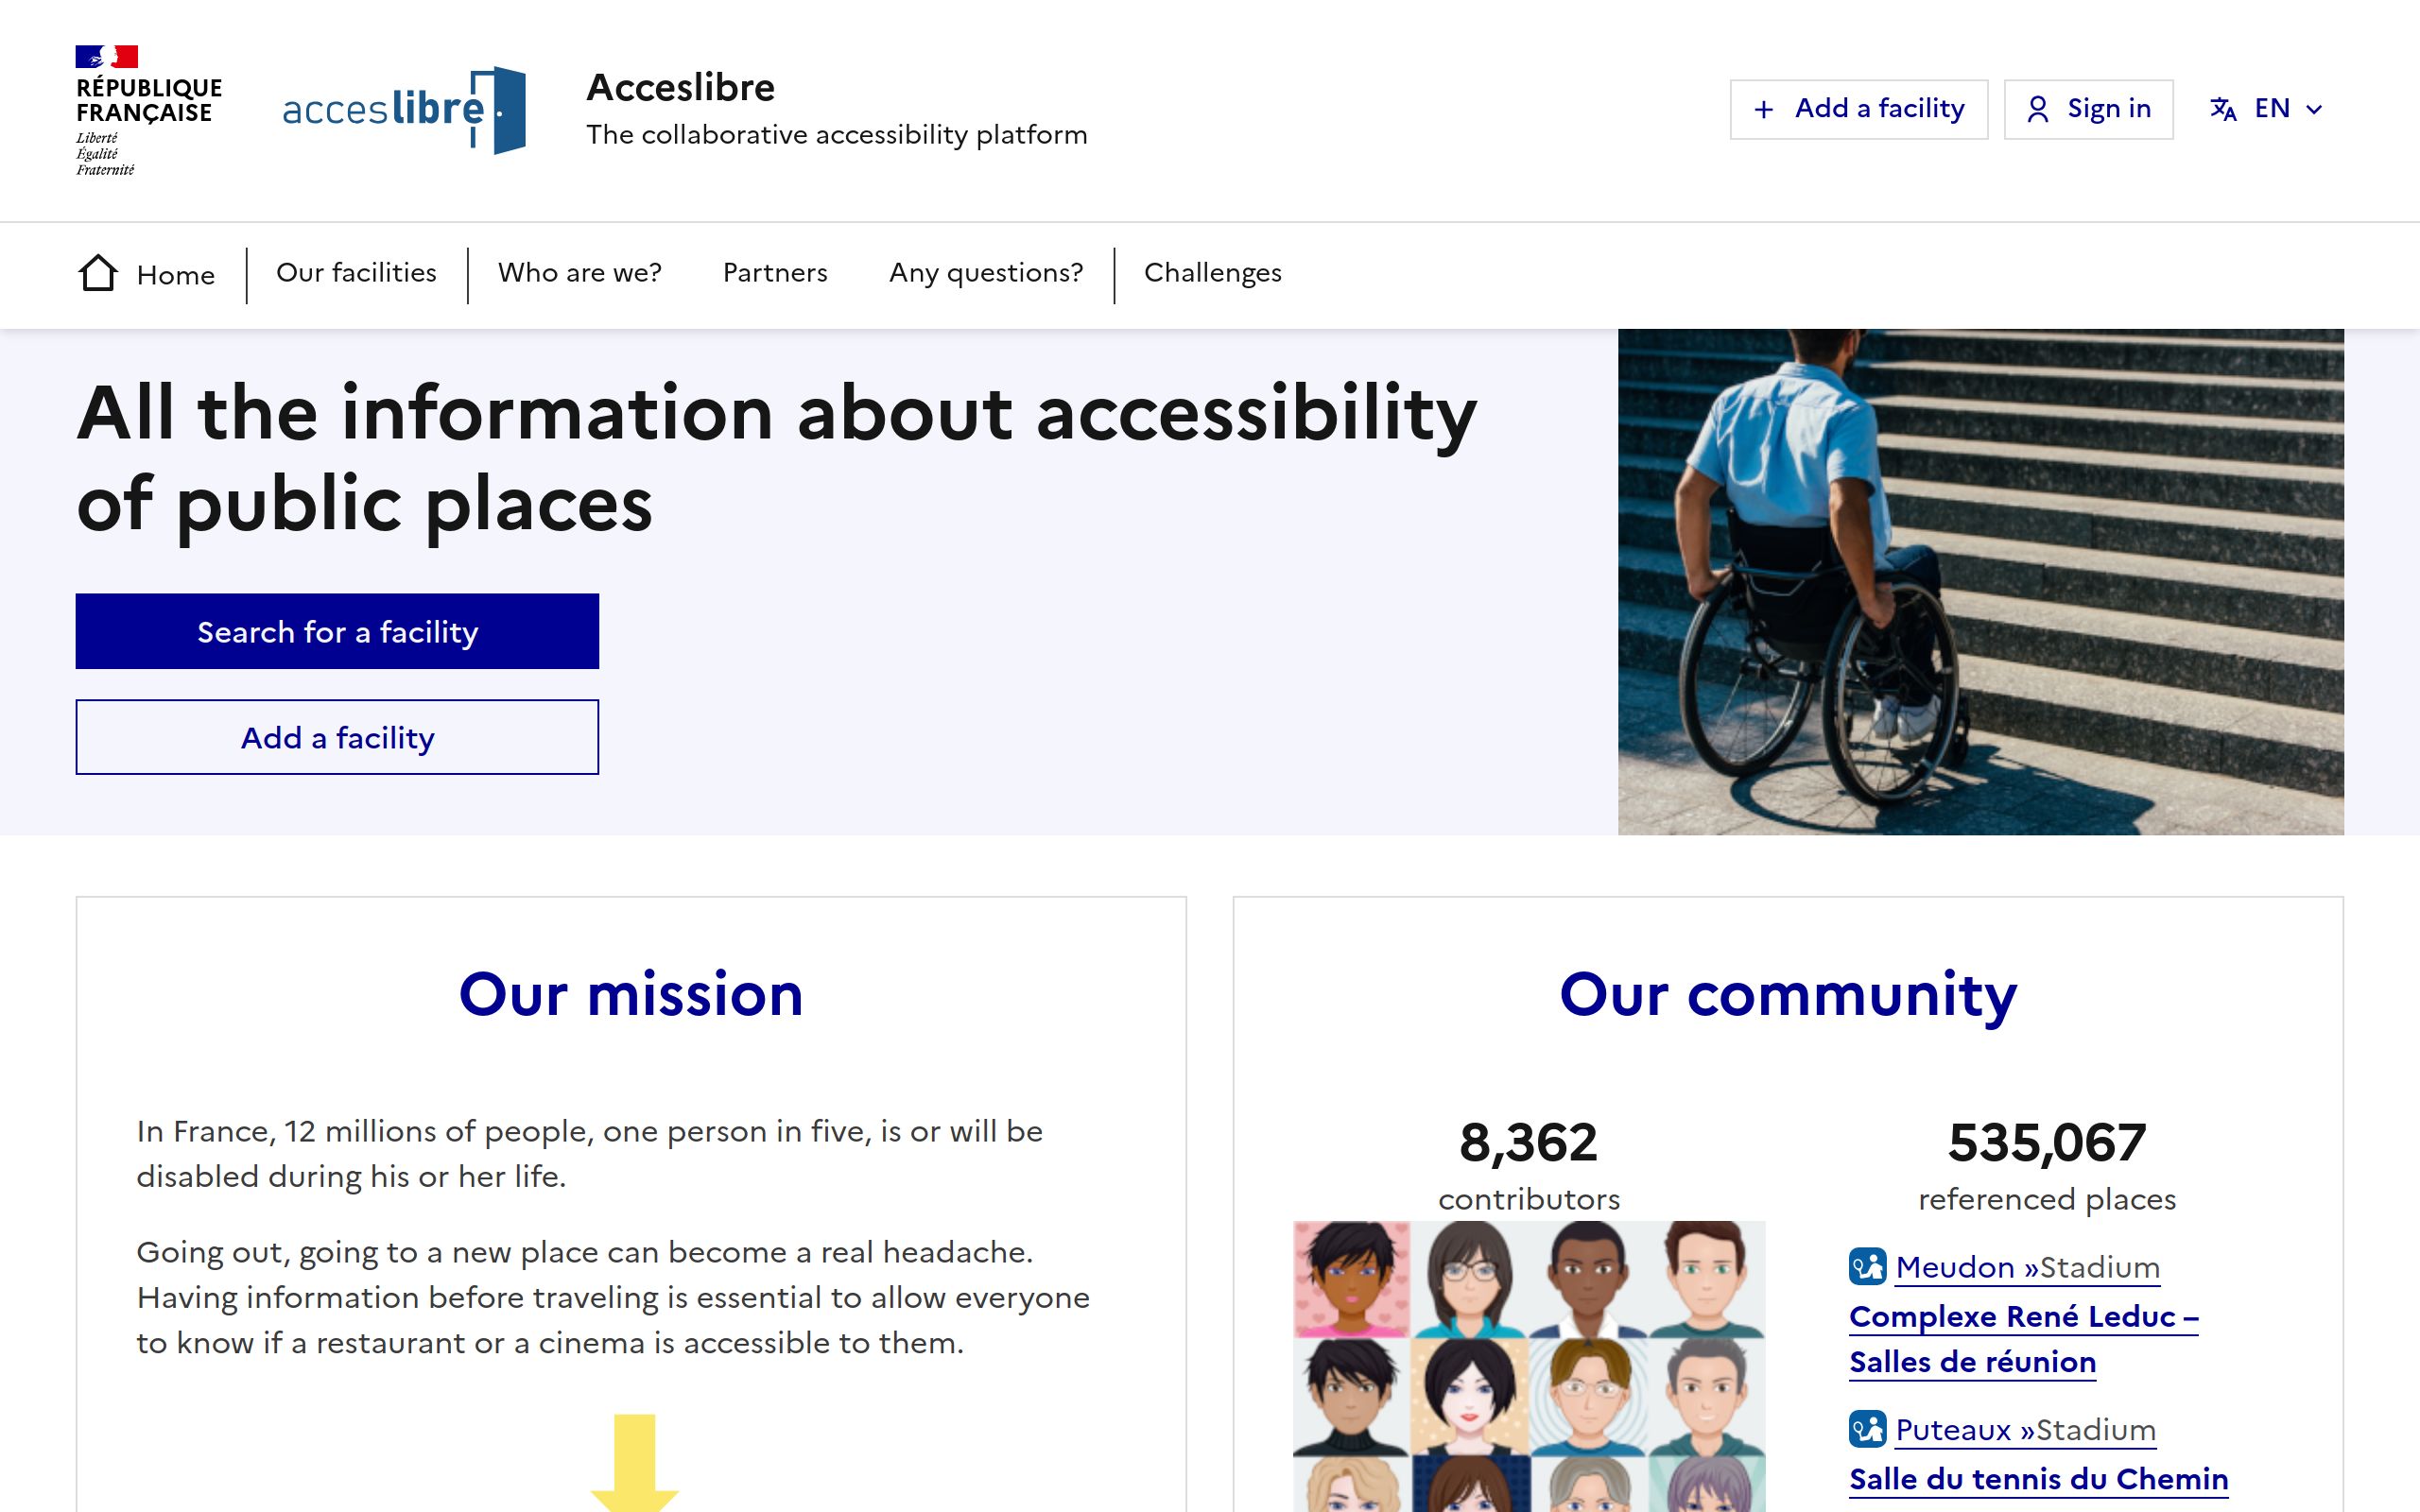 RÉPUBLIQUE
FRANÇAISE
Liberté
Égalité
Fraternité
acceslibre
Acceslibre
The collaborative accessibility platform
Add a facility
Sign in
EN
Home
Our facilities
Who are we?
Partners
Any questions?
Challenges
All the information about accessibility
of public places
Search for a facility
Add a facility
Our mission
In France, 12 millions of people, one person in five, is or will be
disabled during his or her life.
Going out, going to a new place can become a real headache.
Having information before traveling is essential to allow everyone
to know if a restaurant or a cinema is accessible to them.
Our community
8,362
contributors
535,067
referenced places
Meudon »Stadium
Complexe René Leduc –
Salles de réunion
Puteaux »Stadium
Salle du tennis du Chemin